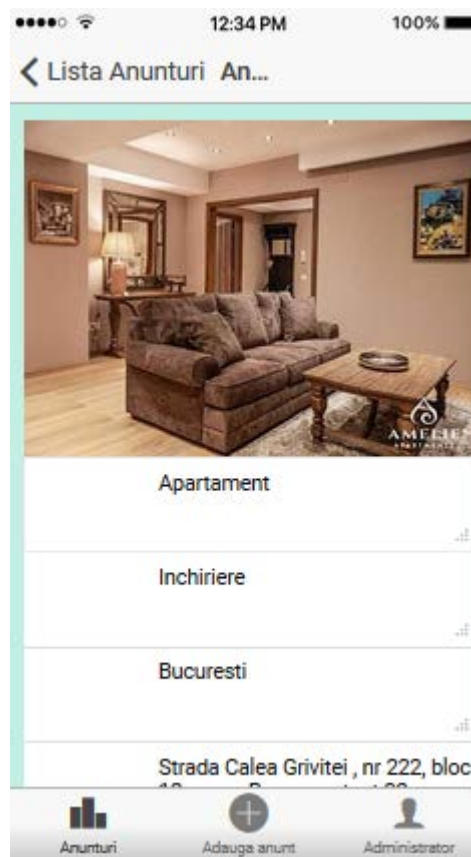 12:34 PM 100%
Lista Anunturi An...
AMELIEN
Apartament
Inchiriere
Bucuresti
Strada Calea Grivitei , nr 222, bloc
Anunturi Adauga anunt Administrator